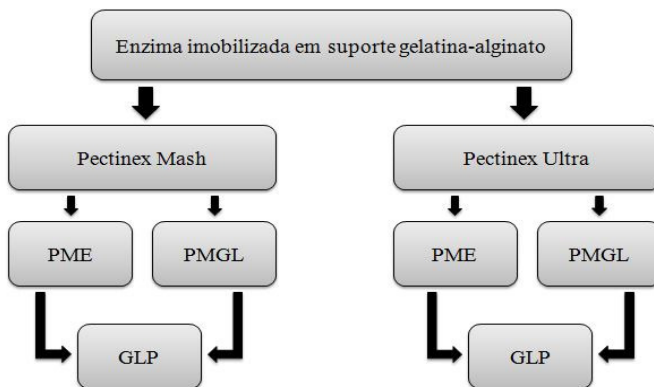 Enzima imobilizada em suporte gelatina-alginato
Pectinex Mash
Pectinex Ultra
PME
PMGL
PME
PMGL
GLP
GLP